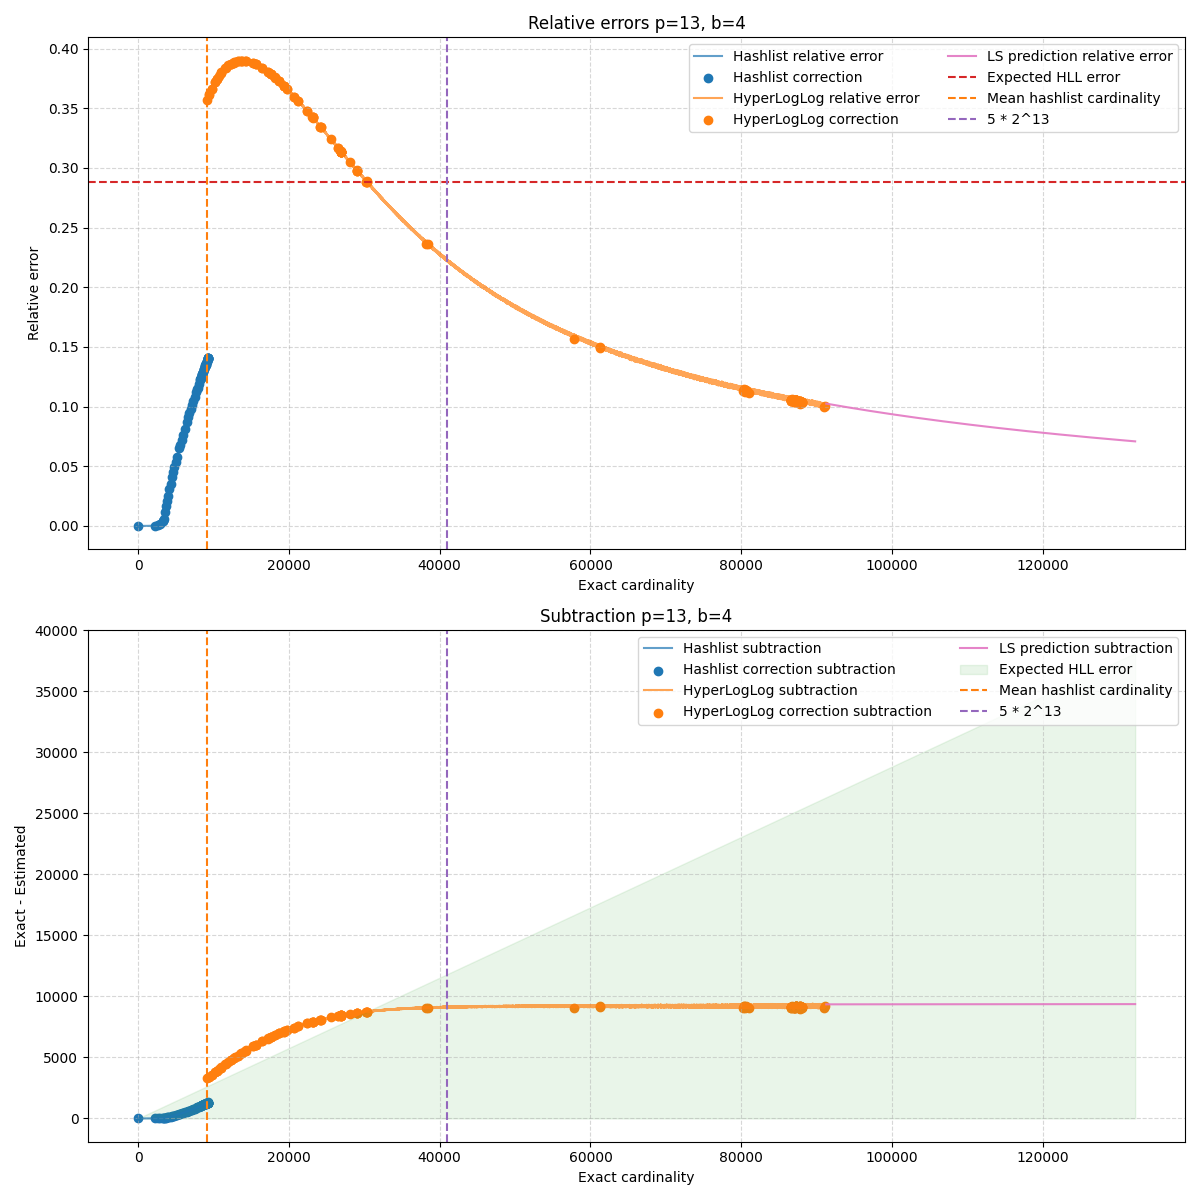 Relative errors p=13, b=4
0.40
0.35
0.30
0.25
0.20
0.15
0.10
0.05
0.00
Relative error
Hashlist relative error
Hashlist correction
HyperLogLog relative error
HyperLogLog correction
LS prediction relative error
Expected HLL error
Mean hashlist cardinality
5 * 2^13
0 20000 40000 60000 80000 100000 120000
Exact cardinality
Subtraction p=13, b=4
40000
35000
30000
25000
20000
15000
10000
5000
0
Exact - Estimated
Hashlist subtraction
Hashlist correction subtraction
HyperLogLog subtraction
HyperLogLog correction subtraction
LS prediction subtraction
Expected HLL error
Mean hashlist cardinality
5 * 2^13
0 20000 40000 60000 80000 100000 120000
Exact cardinality